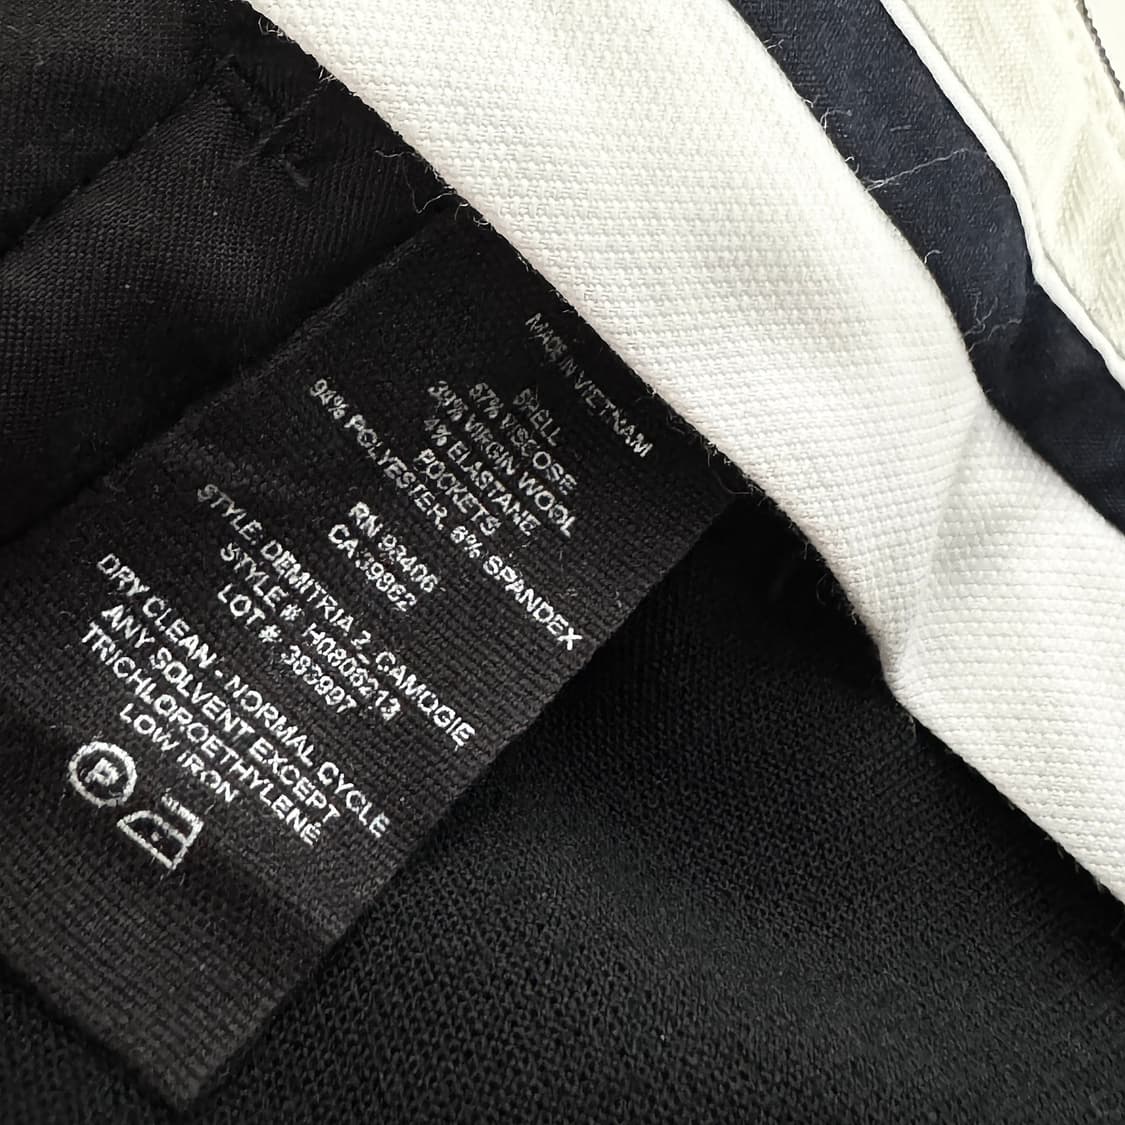 MADE IN VIETNAM
SHELL
57% VISCOSE
39% VIRGIN WOOL
4% ELASTANE
POCKETS
94% POLYESTER, 6% SPANDEX
RN 93406
CA 39862
STYLE: DEMITRIA 2_CAMOGIE
STYLE # H0806213
LOT # 383997
DRY CLEAN - NORMAL CYCLE
ANY SOLVENT EXCEPT
TRICHLOROETHYLENE
LOW IRON
P